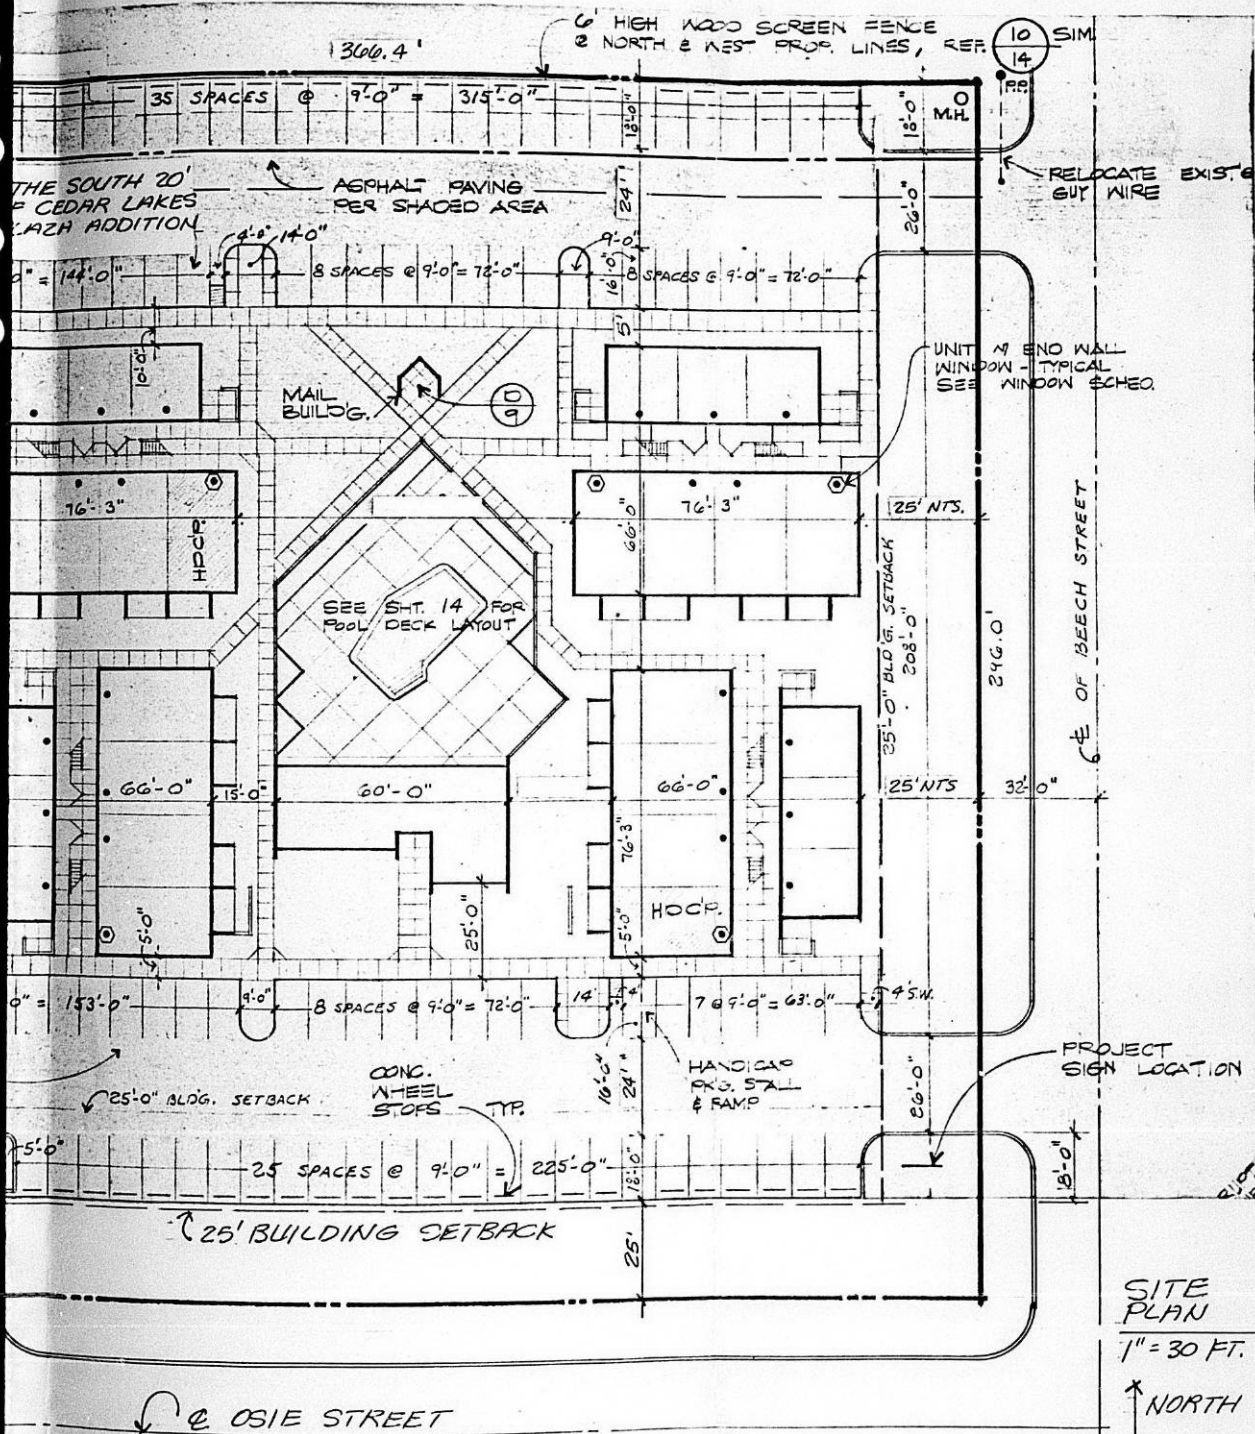 6' HIGH WOOD SCREEN FENCE
@ NORTH & WEST PROP. LINES, REF.
10
14
SIM
366.4'
35 SPACES @ 9'-0" = 315'-0"
18'-0"
18'-0"
M.H.
P.P.
THE SOUTH 20'
CEDAR LAKES
ADDITION
ASPHALT PAVING
PER SHADED AREA
24'
26'-0"
RELOCATE EXIST'G
GUY WIRE
0" = 144'-0"
4'-0"
14'-0"
8 SPACES @ 9'-0" = 72'-0"
9'-0"
16'-0"
8 SPACES @ 9'-0" = 72'-0"
5'
10'-0"
MAIL
BUILD'G.
9
UNIT END WALL
WINDOW - TYPICAL
SEE WINDOW SCHED.
76'-3"
HDCP.
66'-0"
76'-3"
25' NTS.
25'-0" BLD'G. SETBACK
208'-0"
296.0'
℄ OF BEECH STREET
SEE SHT. 14 FOR
POOL DECK LAYOUT
66'-0"
15'-0"
60'-0"
66'-0"
25' NTS
32'-0"
76'-3"
HDCP.
5'-0"
25'-0"
5'-0"
0" = 153'-0"
9'-0"
8 SPACES @ 9'-0" = 72'-0"
14
4'
7 @ 9'-0" = 63'-0"
4' S.W.
25'-0" BLDG. SETBACK
CONC.
WHEEL
STOPS - TYP.
16'-0"
24'
HANDICAP
PKG. STALL
& RAMP
26'-0"
PROJECT
SIGN LOCATION
5'-0"
25 SPACES @ 9'-0" = 225'-0"
18'-0"
18'-0"
25' BUILDING SETBACK
25'
SITE
PLAN
1" = 30 FT.
NORTH
℄ OSIE STREET